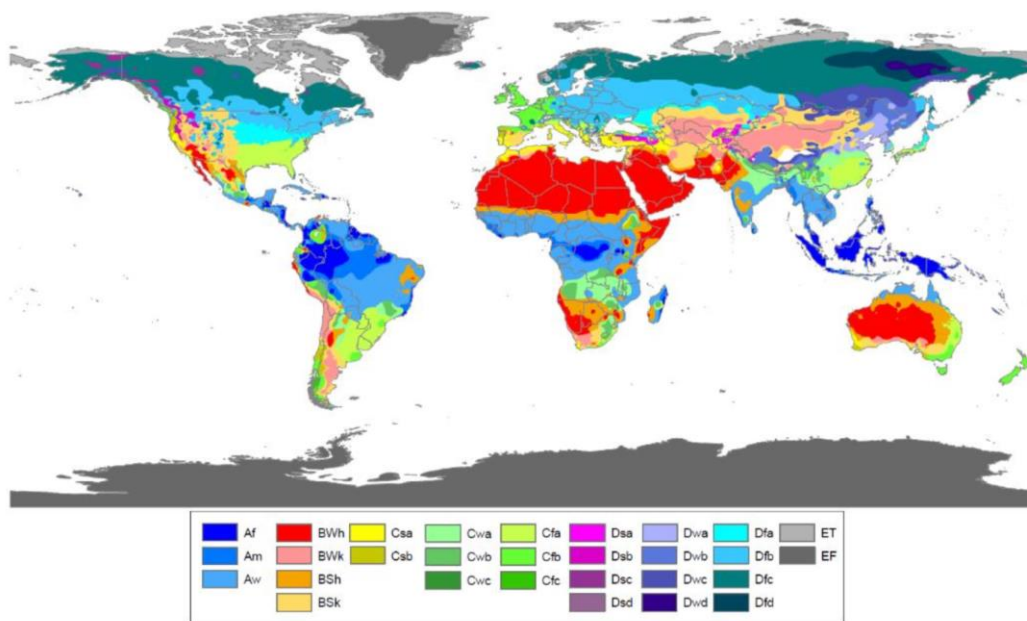 Af BWh Csa Cwa Cfa Dsa Dwa Dfa ET
Am BWk Csb Cwb Cfb Dsb Dwb Dfb EF
Aw BSh Cwc Cfc Dsc Dwc Dfc
BSk Dsd Dwd Dfd